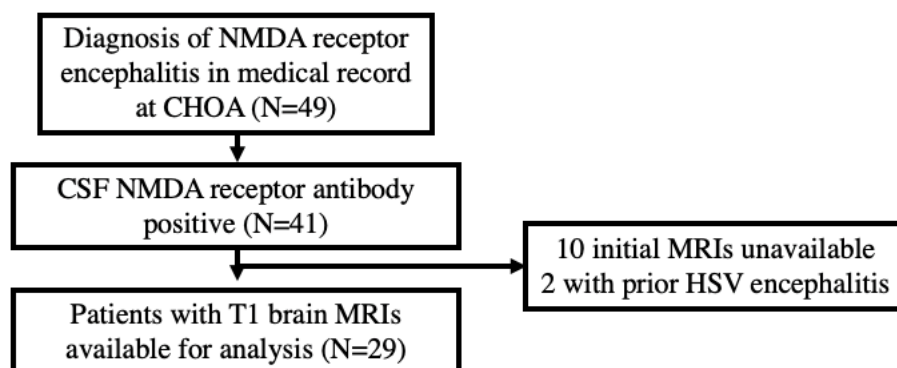 Diagnosis of NMDA receptor
encephalitis in medical record
at CHOA (N=49)
CSF NMDA receptor antibody
positive (N=41)
10 initial MRIs unavailable
2 with prior HSV encephalitis
Patients with T1 brain MRIs
available for analysis (N=29)